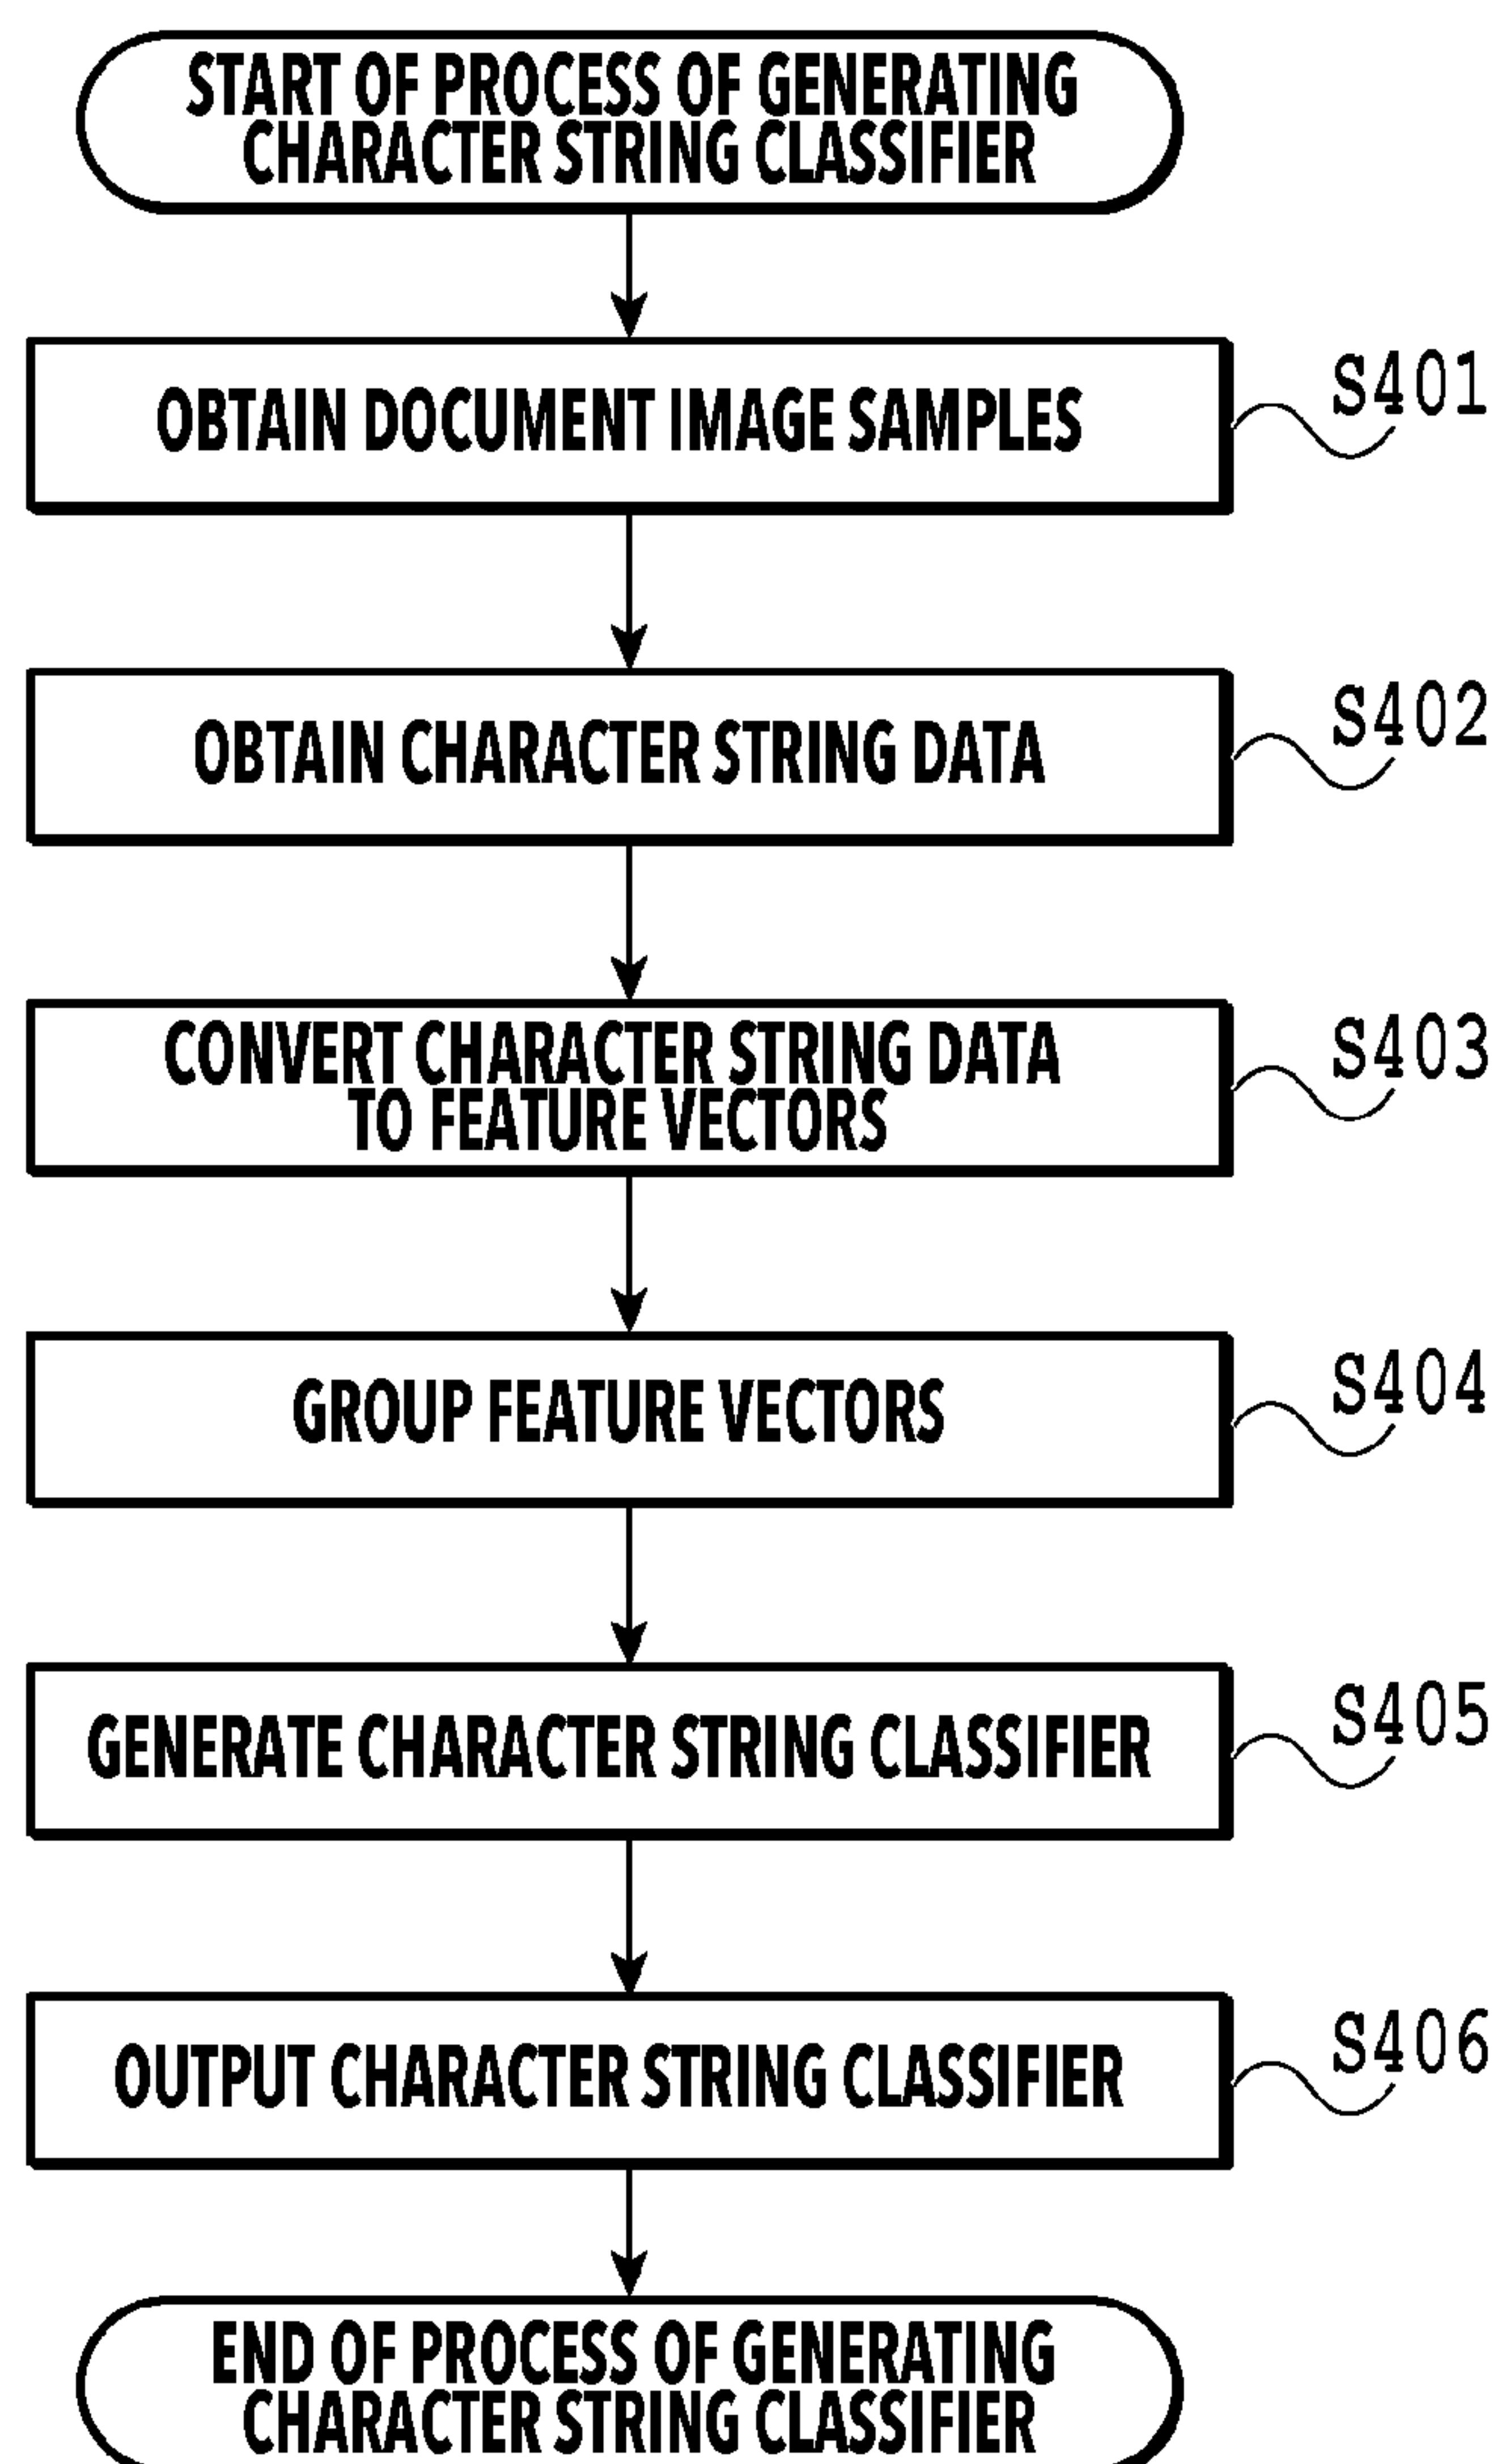 START OF PROCESS OF GENERATING
CHARACTER STRING CLASSIFIER
OBTAIN DOCUMENT IMAGE SAMPLES
S401
OBTAIN CHARACTER STRING DATA
S402
CONVERT CHARACTER STRING DATA
TO FEATURE VECTORS
S403
GROUP FEATURE VECTORS
S404
GENERATE CHARACTER STRING CLASSIFIER
S405
OUTPUT CHARACTER STRING CLASSIFIER
S406
END OF PROCESS OF GENERATING
CHARACTER STRING CLASSIFIER